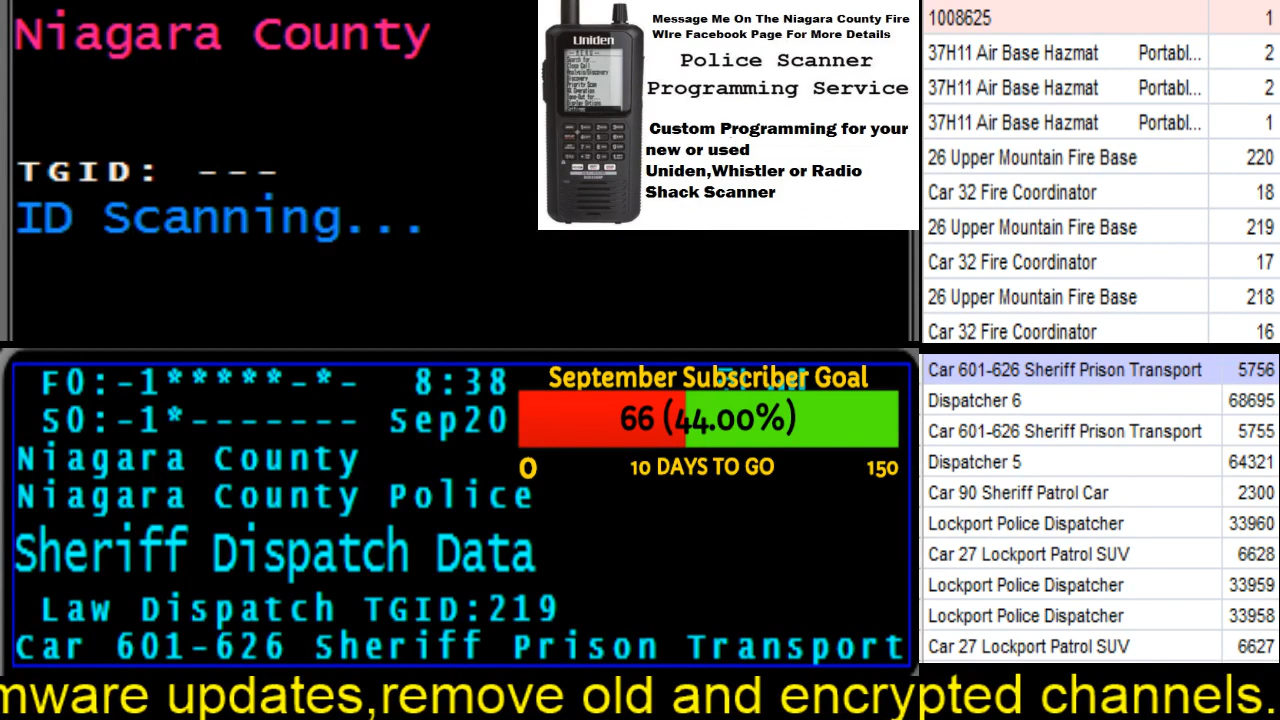 Niagara County
TGID: ---
ID Scanning...
Uniden
Message Me On The Niagara County Fire
WIre Facebook Page For More Details
Police Scanner
Programming Service
Custom Programming for your
new or used
Uniden,Whistler or Radio
Shack Scanner
1008625 1
37H11 Air Base Hazmat Portabl... 2
37H11 Air Base Hazmat Portabl... 2
37H11 Air Base Hazmat Portabl... 1
26 Upper Mountain Fire Base 220
Car 32 Fire Coordinator 18
26 Upper Mountain Fire Base 219
Car 32 Fire Coordinator 17
26 Upper Mountain Fire Base 218
Car 32 Fire Coordinator 16
F0:-1*****-*- 8:38
S0:-1*------- Sep20
Niagara County
Niagara County Police
Sheriff Dispatch Data
Law Dispatch TGID:219
Car 601-626 Sheriff Prison Transport
September Subscriber Goal
66 (44.00%)
0 10 DAYS TO GO 150
Car 601-626 Sheriff Prison Transport 5756
Dispatcher 6 68695
Car 601-626 Sheriff Prison Transport 5755
Dispatcher 5 64321
Car 90 Sheriff Patrol Car 2300
Lockport Police Dispatcher 33960
Car 27 Lockport Patrol SUV 6628
Lockport Police Dispatcher 33959
Lockport Police Dispatcher 33958
Car 27 Lockport Patrol SUV 6627
mware updates,remove old and encrypted channels.